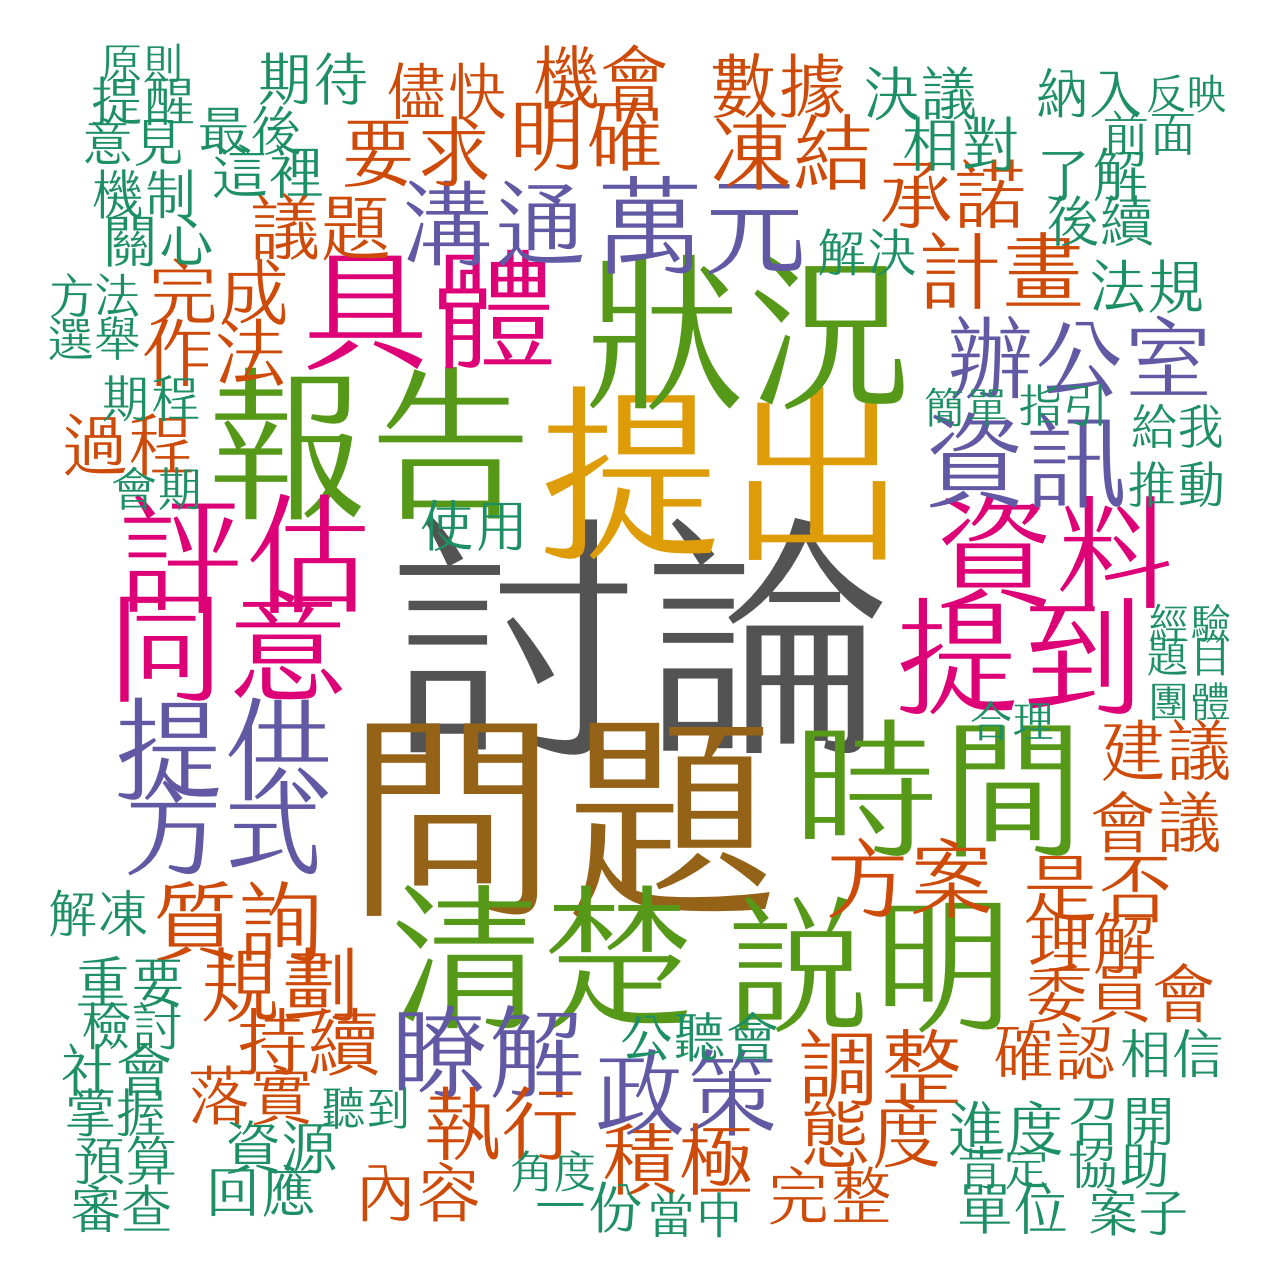 原則
期待
儘快
機會
數據
決議
納入
反映
提醒
意見
最後
要求
明確
凍結
相對
前面
機制
這裡
承諾
了解
關心
議題
溝通
萬元
解決
計畫
後續
方法
完成
具體
狀況
法規
選舉
作法
辦公室
期程
報告
提出
簡單
指引
給我
過程
資訊
推動
會期
評估
使用
資料
同意
討論
提到
經驗
題目
團體
提供
合理
建議
方式
問題
時間
會議
解凍
質詢
清楚
說明
方案
是否
理解
重要
規劃
委員會
檢討
持續
瞭解
公聽會
調整
確認
相信
社會
落實
政策
掌握
聽到
執行
積極
態度
進度
召開
預算
資源
角度
肯定
協助
審查
回應
內容
一份
當中
完整
單位
案子